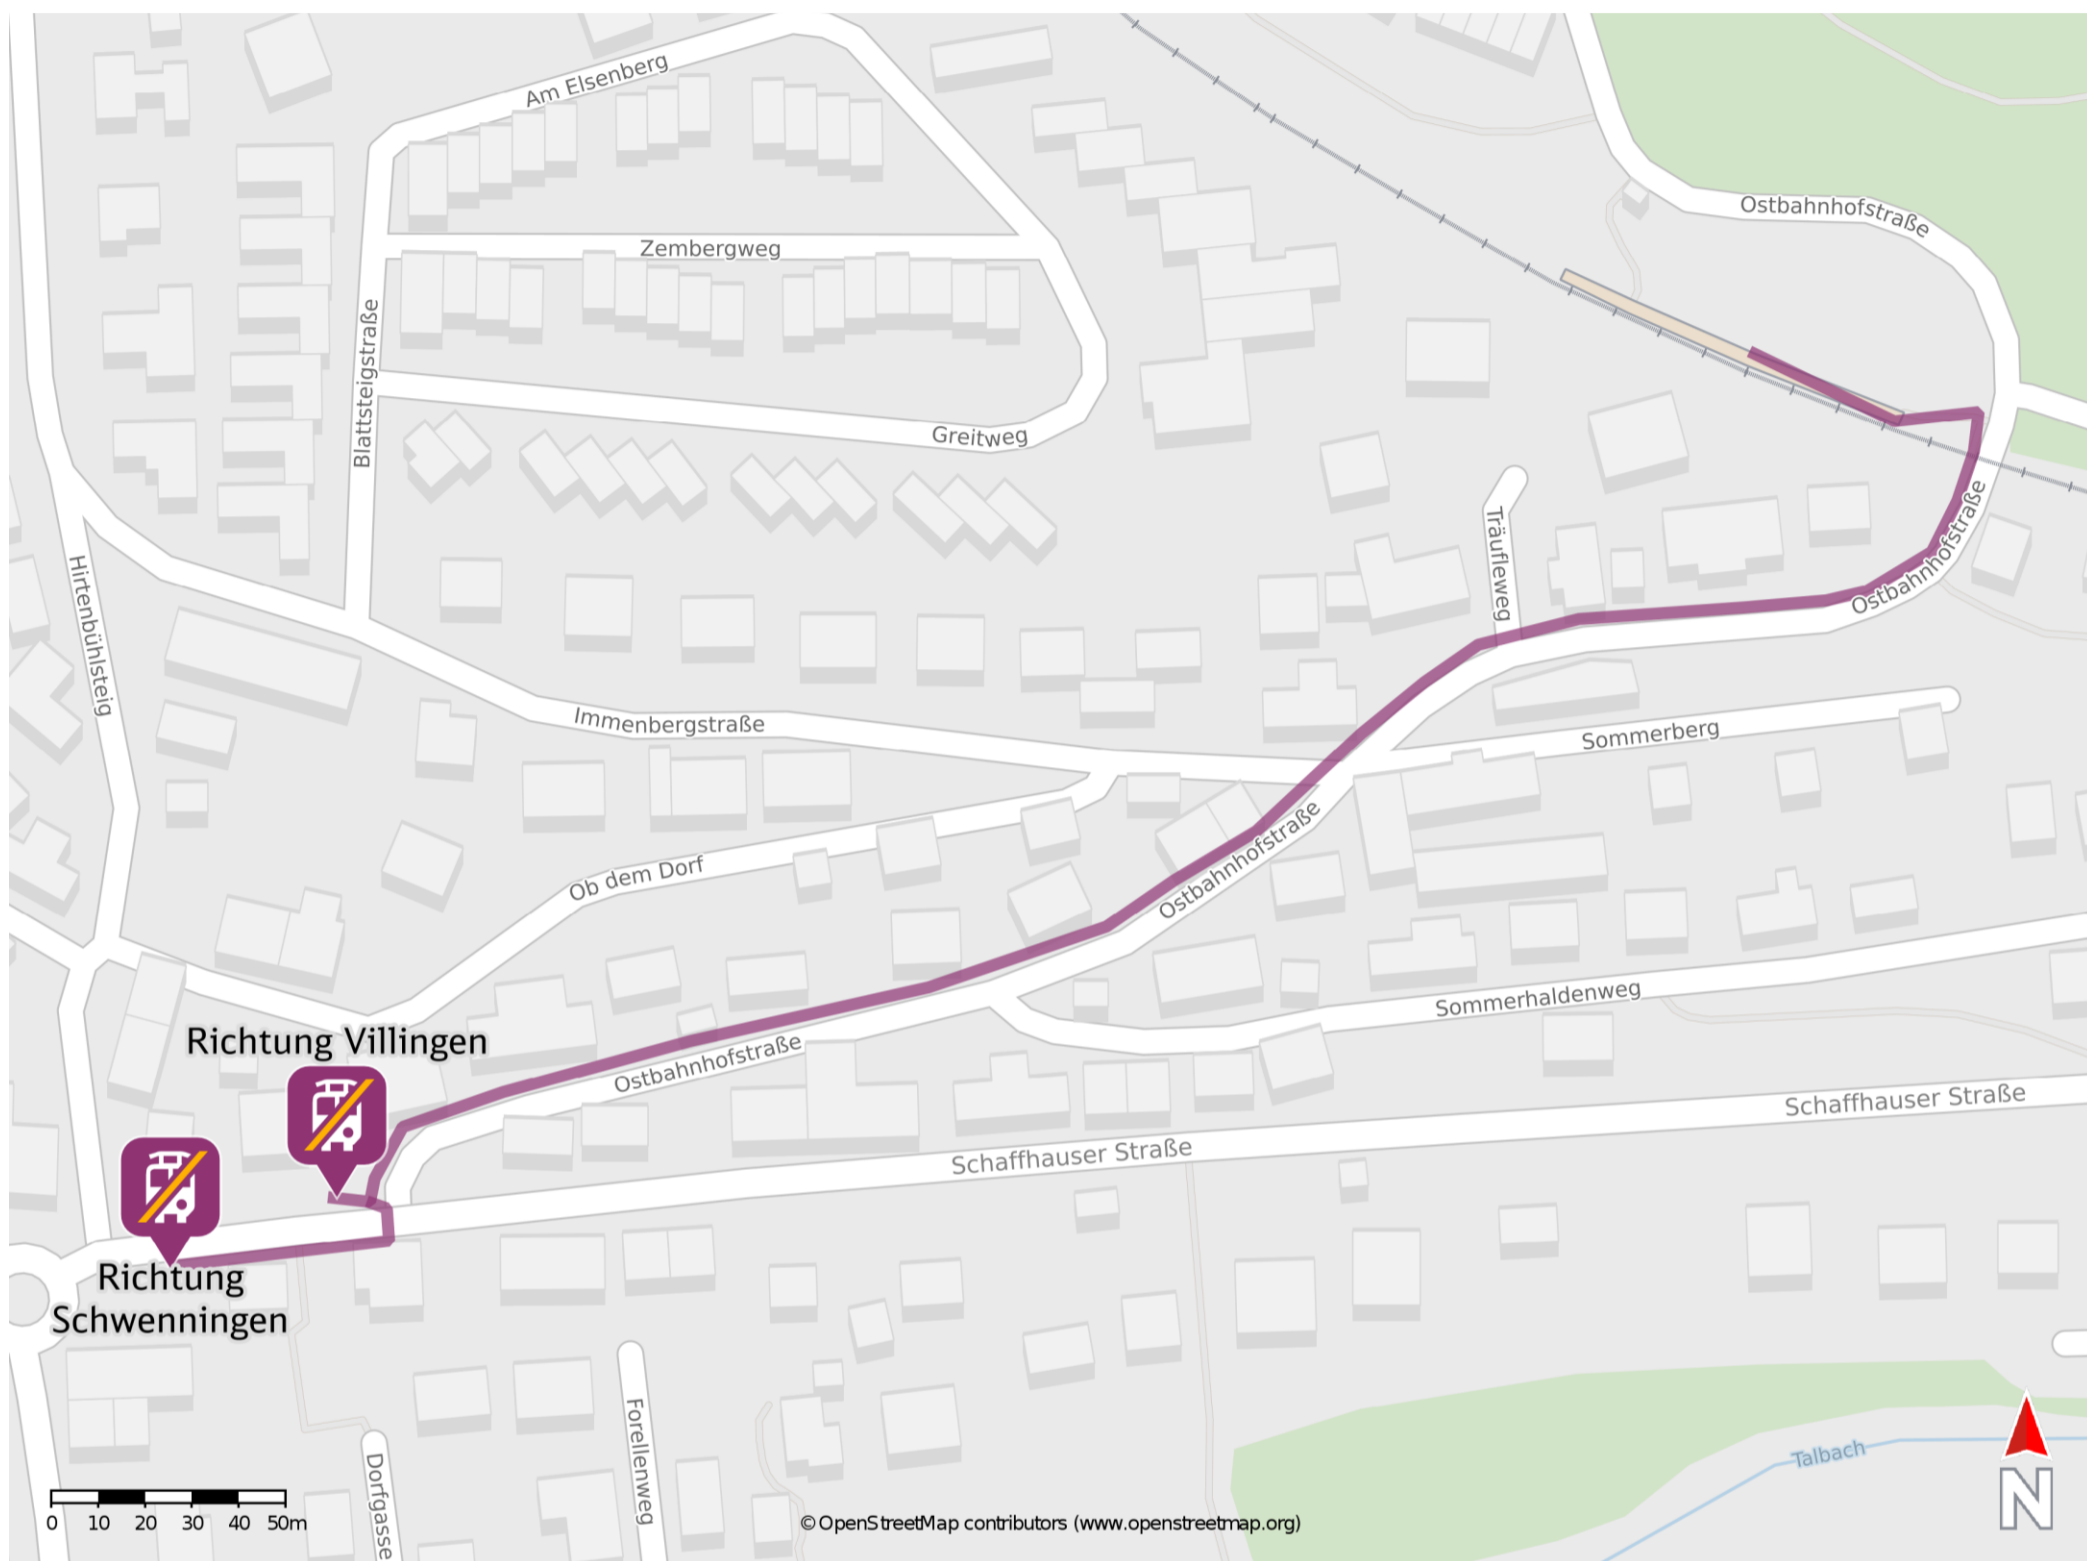 Am Elsenberg
Ostbahnhofstraße
Zembergweg
Blattsteigstraße
Greitweg
Träufleweg
Ostbahnhofstraße
Hirtenbühlsteig
Immenbergstraße
Sommerberg
Ostbahnhofstraße
Ob dem Dorf
Sommerhaldenweg
Richtung Villingen
Ostbahnhofstraße
Schaffhauser Straße
Schaffhauser Straße
Richtung
Schwenningen
Forellenweg
Dorfgasse
Talbach
N
0 10 20 30 40 50m
© OpenStreetMap contributors (www.openstreetmap.org)